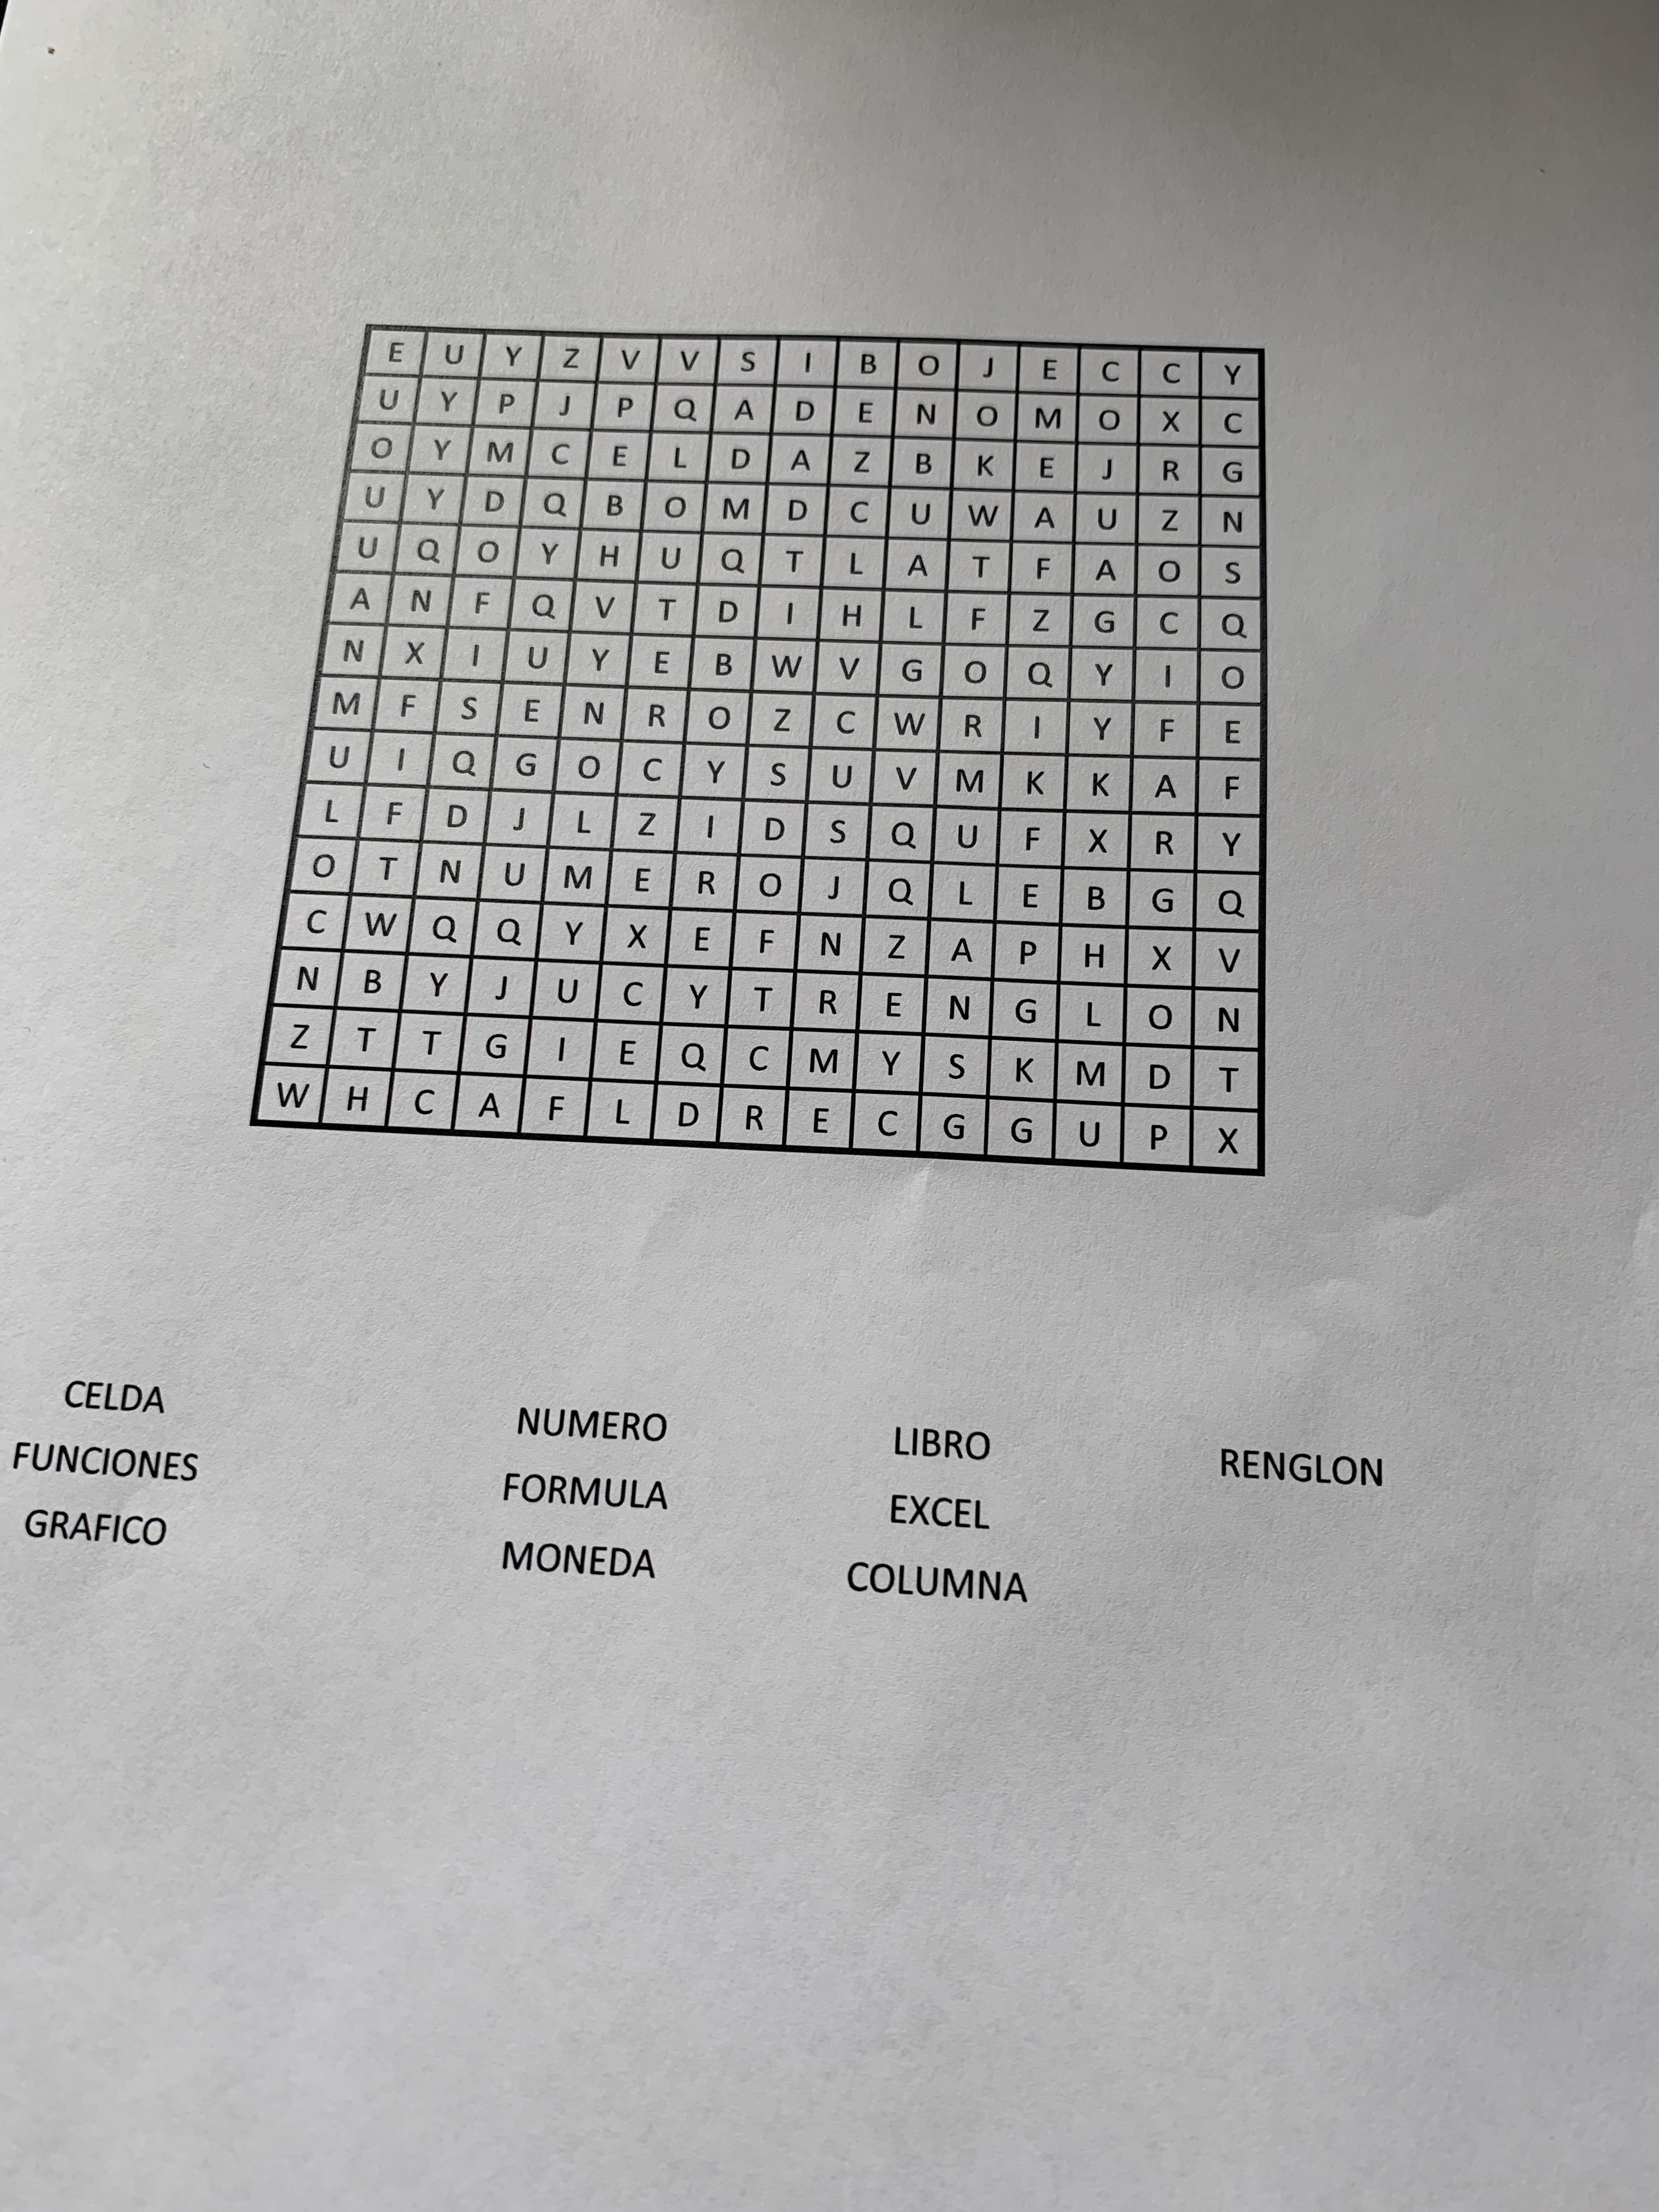 E U Y Z V V S I B O J E C C Y
U Y P J P Q A D E N O M O X C
O Y M C E L D A Z B K E J R G
U Y D Q B O M D C U W A U Z N
U Q O Y H U Q T L A T F A O S
A N F Q V T D I H L F Z G C Q
N X I U Y E B W V G O Q Y I O
M F S E N R O Z C W R I Y F E
U I Q G O C Y S U V M K K A F
L F D J L Z I D S Q U F X R Y
O T N U M E R O J Q L E B G Q
C W Q Q Y X E F N Z A P H X V
N B Y J U C Y T R E N G L O N
Z T T G I E Q C M Y S K M D T
W H C A F L D R E C G G U P X
CELDA NUMERO LIBRO RENGLON
FUNCIONES FORMULA EXCEL
GRAFICO MONEDA COLUMNA